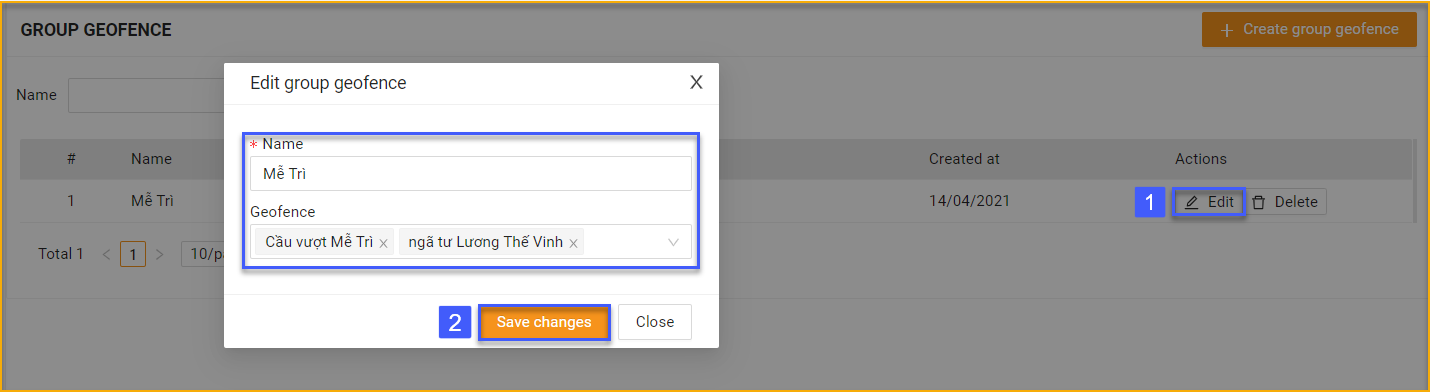 GROUP GEOFENCE
+ Create group geofence
Edit group geofence X
Name
* Name
Mễ Trì
Geofence
Cầu vượt Mễ Trì × ngã tư Lương Thế Vinh ×
# Name Created at Actions
1 Mễ Trì 14/04/2021 1 Edit Delete
Total 1 < 1 > 10/pa
2 Save changes Close